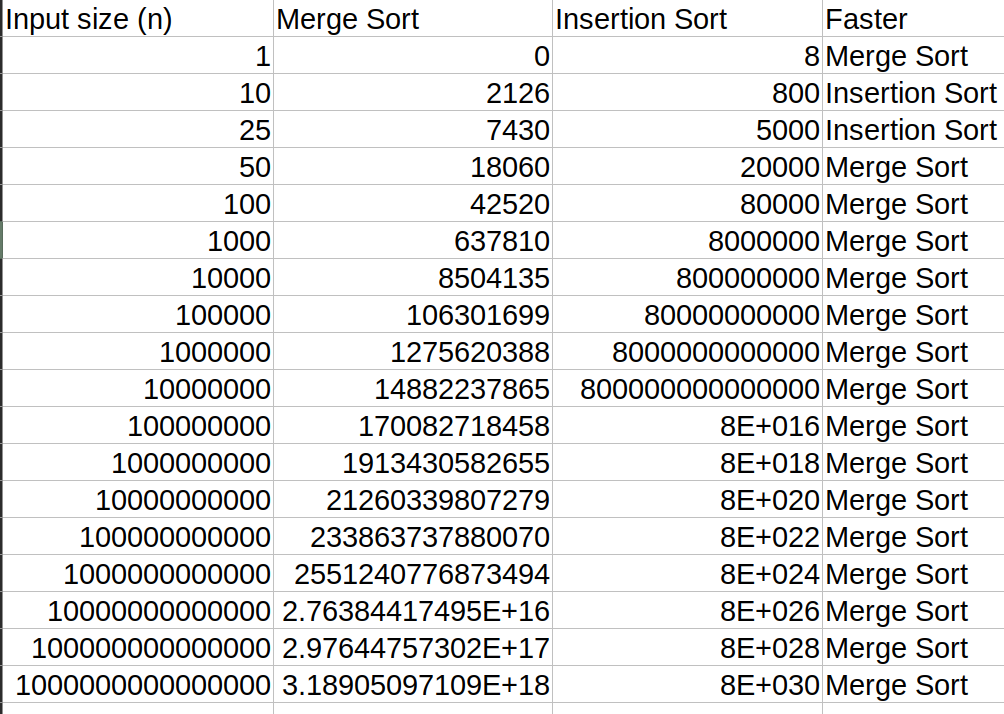 Input size (n) Merge Sort Insertion Sort Faster
1 0 8 Merge Sort
10 2126 800 Insertion Sort
25 7430 5000 Insertion Sort
50 18060 20000 Merge Sort
100 42520 80000 Merge Sort
1000 637810 8000000 Merge Sort
10000 8504135 800000000 Merge Sort
100000 106301699 80000000000 Merge Sort
1000000 1275620388 8000000000000 Merge Sort
10000000 14882237865 800000000000000 Merge Sort
100000000 170082718458 8E+016 Merge Sort
1000000000 1913430582655 8E+018 Merge Sort
10000000000 21260339807279 8E+020 Merge Sort
100000000000 233863737880070 8E+022 Merge Sort
1000000000000 2551240776873494 8E+024 Merge Sort
10000000000000 2.76384417495E+16 8E+026 Merge Sort
100000000000000 2.97644757302E+17 8E+028 Merge Sort
1000000000000000 3.18905097109E+18 8E+030 Merge Sort